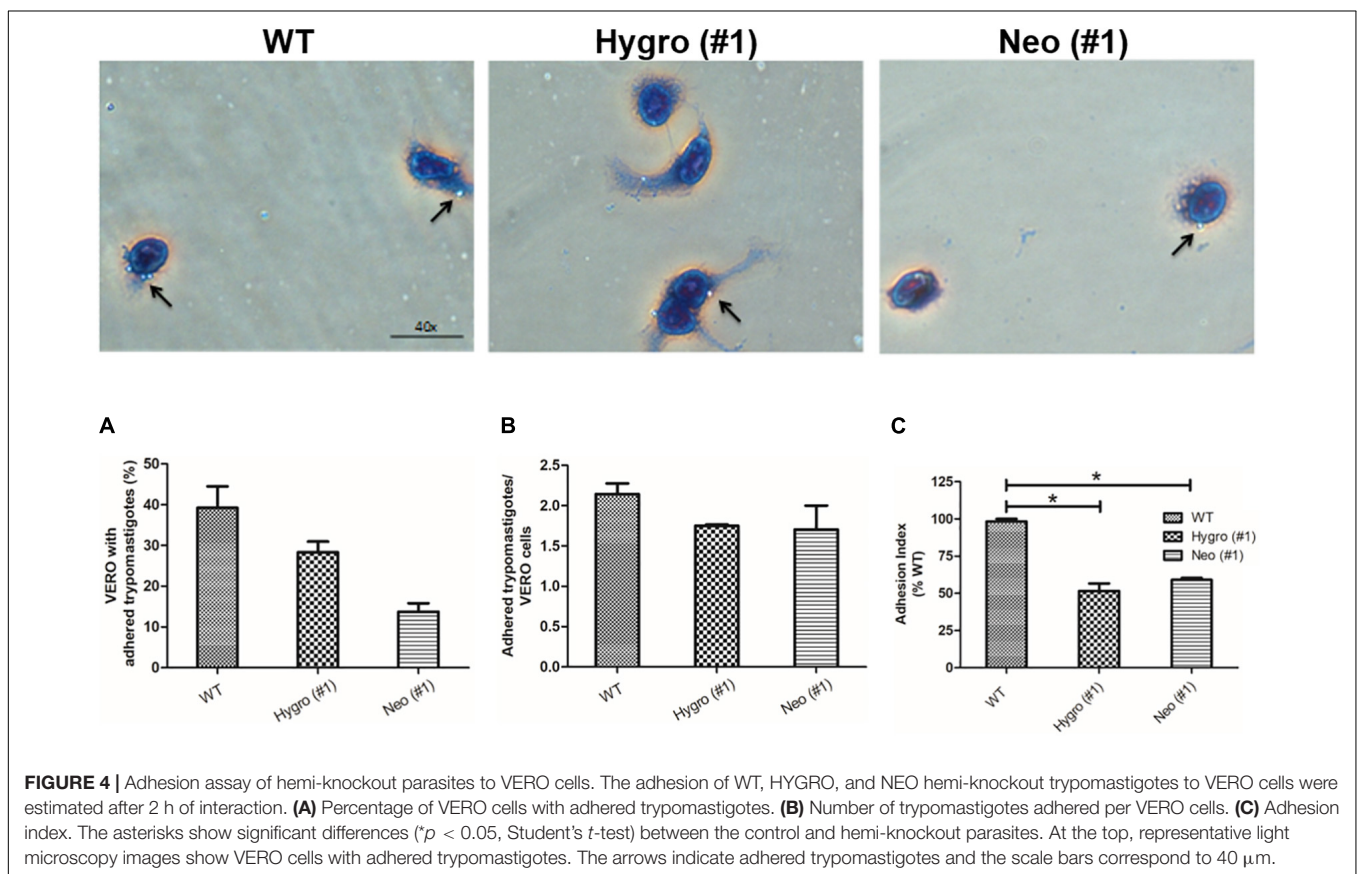 WT
Hygro (#1)
Neo (#1)
40x
A
VERO with
adhered trypomastigotes (%)
50
40
30
20
10
0
WT
Hygro (#1)
Neo (#1)
B
Adhered trypomastigotes/
VERO cells
2.5
2.0
1.5
1.0
0.5
0.0
WT
Hygro (#1)
Neo (#1)
C
Adhesion Index
(% WT)
125
100
75
50
25
0
*
*
WT
Hygro (#1)
Neo (#1)
WT
Hygro (#1)
Neo (#1)
FIGURE 4 | Adhesion assay of hemi-knockout parasites to VERO cells. The adhesion of WT, HYGRO, and NEO hemi-knockout trypomastigotes to VERO cells were
estimated after 2 h of interaction. (A) Percentage of VERO cells with adhered trypomastigotes. (B) Number of trypomastigotes adhered per VERO cells. (C) Adhesion
index. The asterisks show significant differences (*p < 0.05, Student's t-test) between the control and hemi-knockout parasites. At the top, representative light
microscopy images show VERO cells with adhered trypomastigotes. The arrows indicate adhered trypomastigotes and the scale bars correspond to 40 μm.